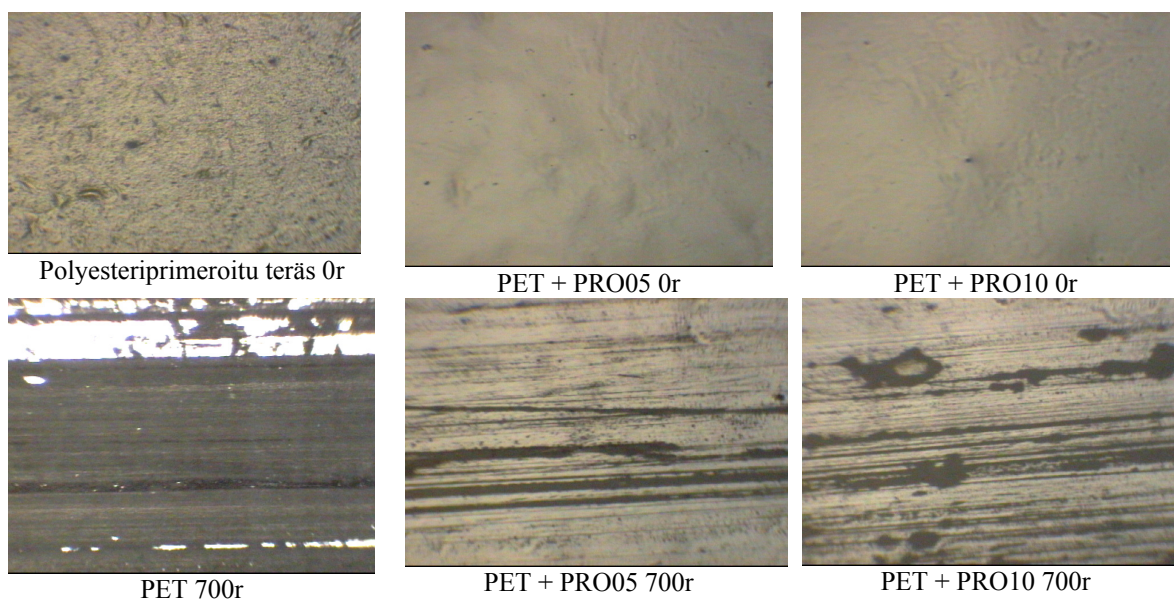 Polyesteriprimeroitu teräs 0r
PET + PRO05 0r
PET + PRO10 0r
PET 700r
PET + PRO05 700r
PET + PRO10 700r